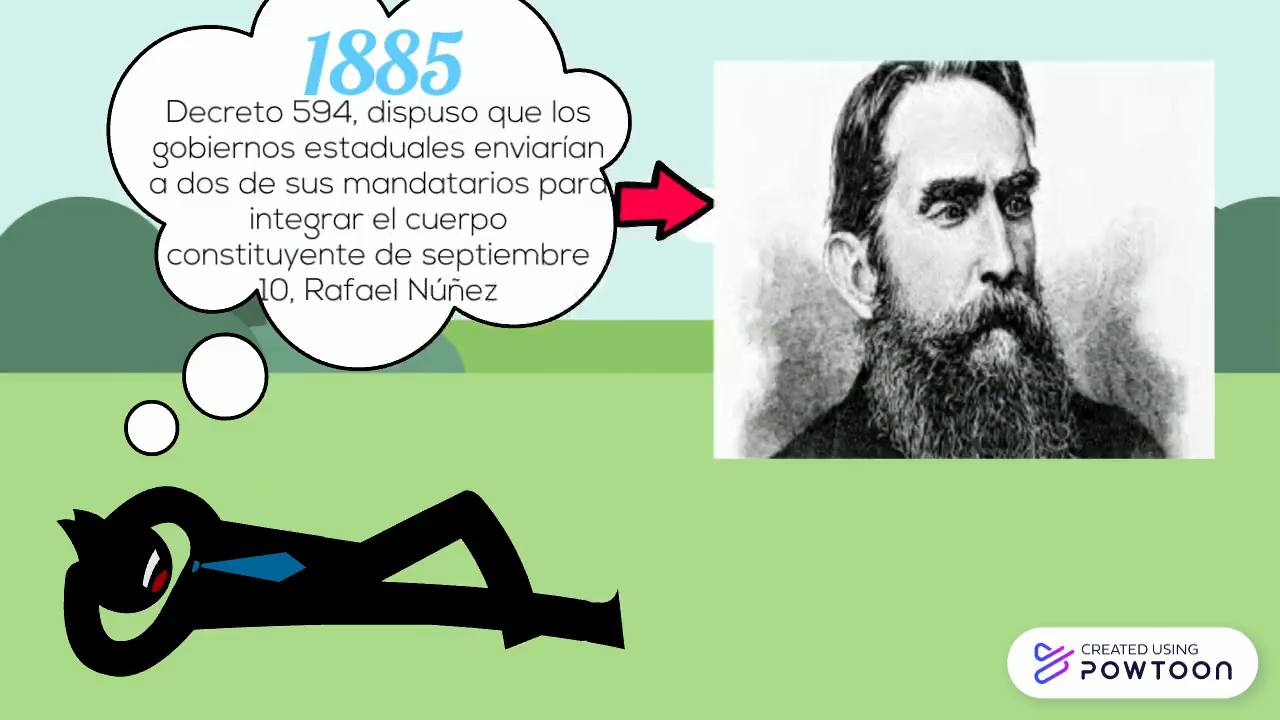 1885
Decreto 594, dispuso que los
gobiernos estaduales enviarían
a dos de sus mandatarios para
integrar el cuerpo
constituyente de septiembre
10, Rafael Núñez
CREATED USING
POWTOON